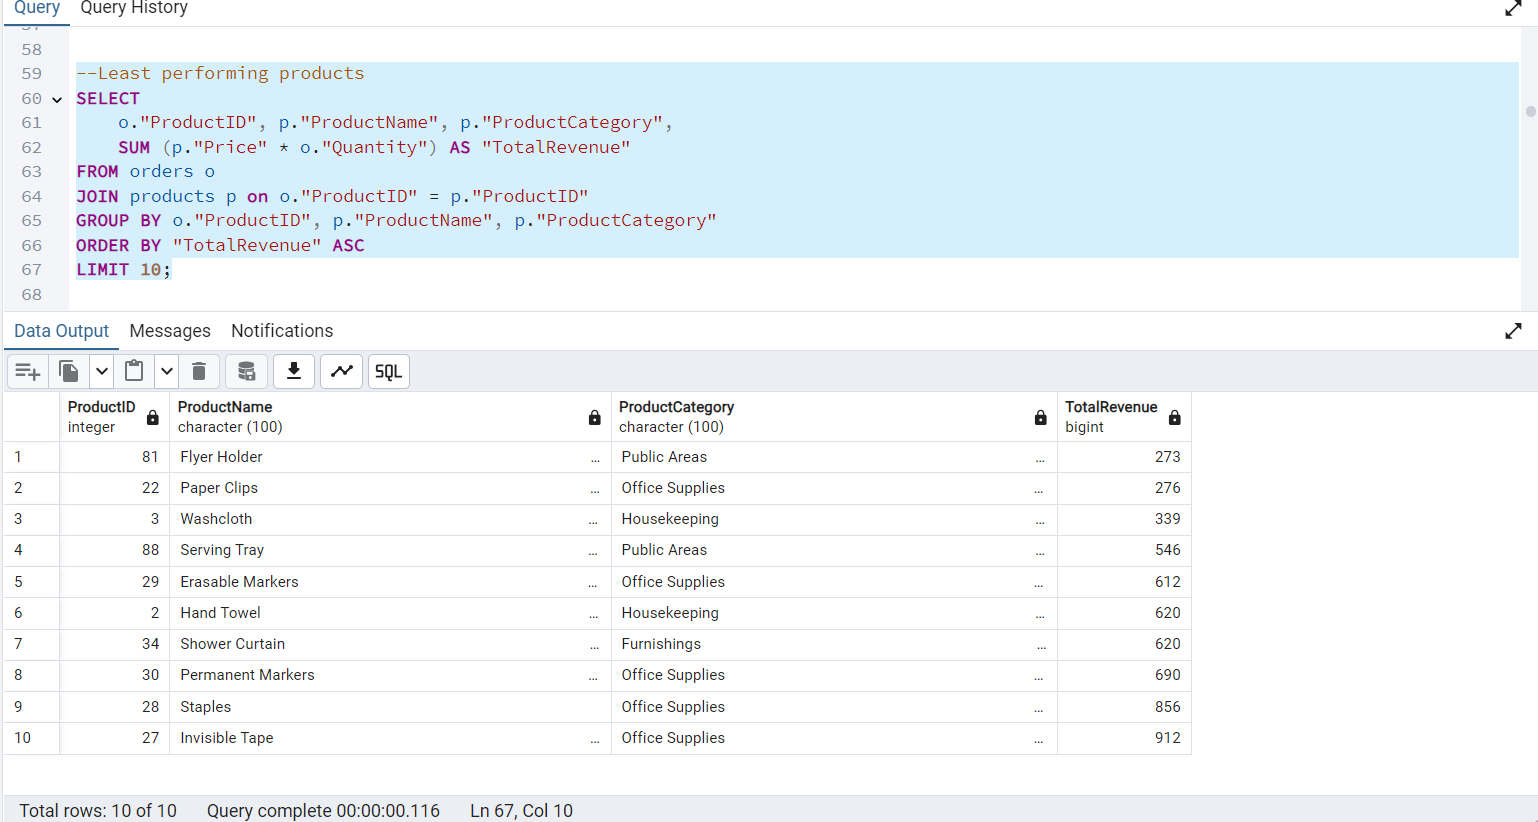 Query Query History
58
59 --Least performing products
60 SELECT
61 o."ProductID", p."ProductName", p."ProductCategory",
62 SUM (p."Price" * o."Quantity") AS "TotalRevenue"
63 FROM orders o
64 JOIN products p on o."ProductID" = p."ProductID"
65 GROUP BY o."ProductID", p."ProductName", p."ProductCategory"
66 ORDER BY "TotalRevenue" ASC
67 LIMIT 10;
68
Data Output Messages Notifications
SQL
ProductID ProductName ProductCategory TotalRevenue
integer character (100) character (100) bigint
1 81 Flyer Holder ... Public Areas ... 273
2 22 Paper Clips ... Office Supplies ... 276
3 3 Washcloth ... Housekeeping ... 339
4 88 Serving Tray ... Public Areas ... 546
5 29 Erasable Markers ... Office Supplies ... 612
6 2 Hand Towel ... Housekeeping ... 620
7 34 Shower Curtain ... Furnishings ... 620
8 30 Permanent Markers ... Office Supplies ... 690
9 28 Staples ... Office Supplies ... 856
10 27 Invisible Tape ... Office Supplies ... 912
Total rows: 10 of 10 Query complete 00:00:00.116 Ln 67, Col 10